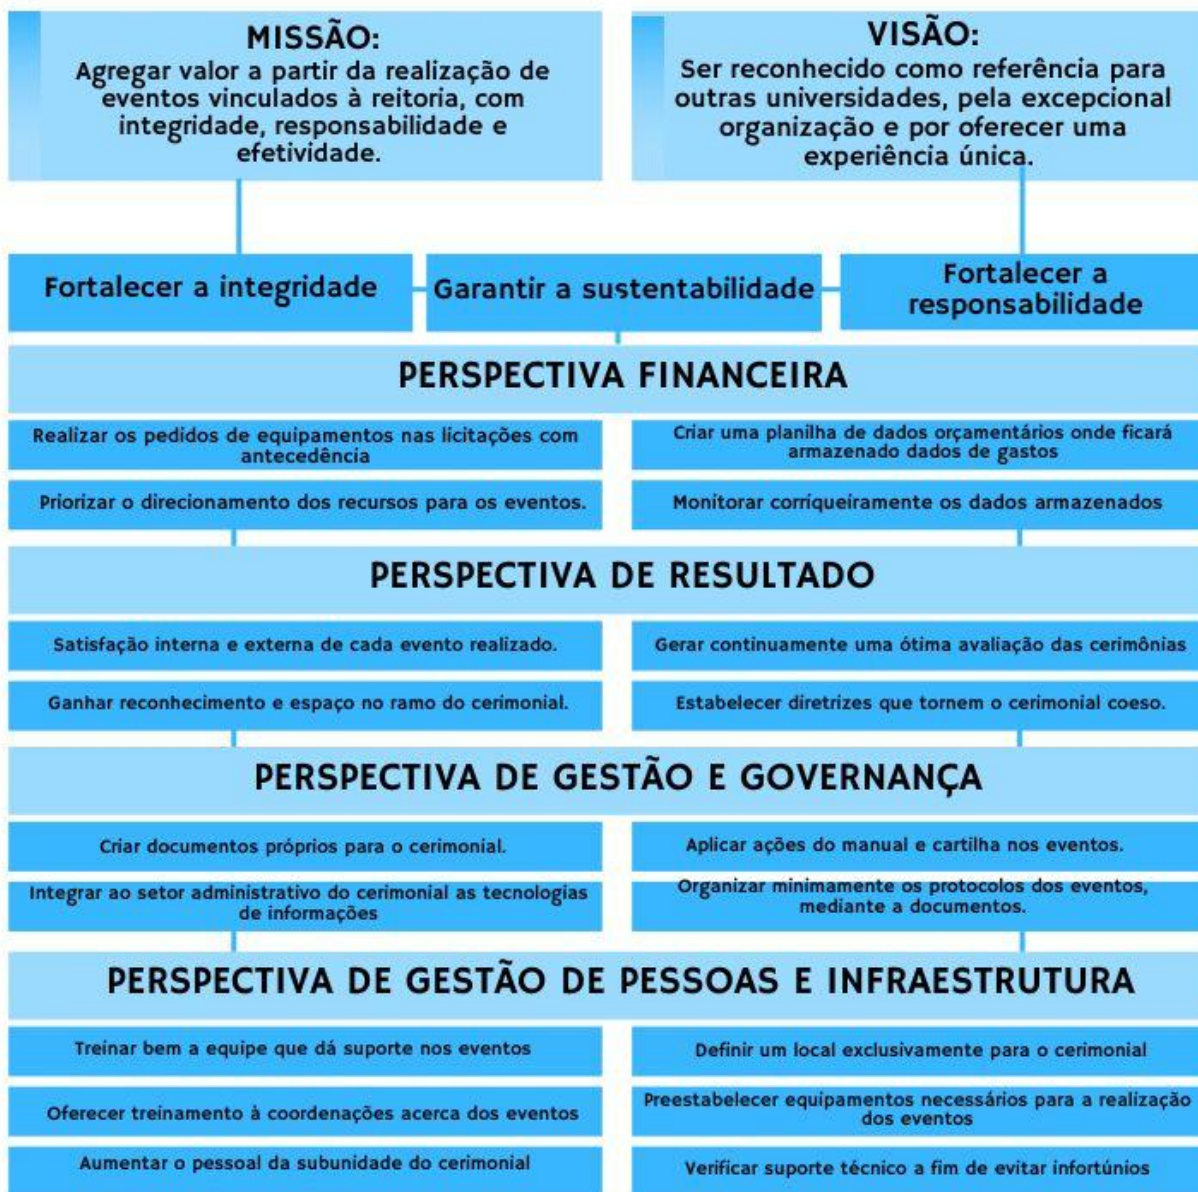 MISSÃO:
Agregar valor a partir da realização de
eventos vinculados à reitoria, com
integridade, responsabilidade e
efetividade.
VISÃO:
Ser reconhecido como referência para
outras universidades, pela excepcional
organização e por oferecer uma
experiência única.
Fortalecer a integridade
Garantir a sustentabilidade
Fortalecer a
responsabilidade
PERSPECTIVA FINANCEIRA
Realizar os pedidos de equipamentos nas licitações com
antecedência
Criar uma planilha de dados orçamentários onde ficará
armazenado dados de gastos
Priorizar o direcionamento dos recursos para os eventos.
Monitorar corriqueiramente os dados armazenados
PERSPECTIVA DE RESULTADO
Satisfação interna e externa de cada evento realizado.
Gerar continuamente uma ótima avaliação das cerimônias
Ganhar reconhecimento e espaço no ramo do cerimonial.
Estabelecer diretrizes que tornem o cerimonial coeso.
PERSPECTIVA DE GESTÃO E GOVERNANÇA
Criar documentos próprios para o cerimonial.
Aplicar ações do manual e cartilha nos eventos.
Integrar ao setor administrativo do cerimonial as tecnologias
de informações
Organizar minimamente os protocolos dos eventos,
mediante a documentos.
PERSPECTIVA DE GESTÃO DE PESSOAS E INFRAESTRUTURA
Treinar bem a equipe que dá suporte nos eventos
Definir um local exclusivamente para o cerimonial
Oferecer treinamento à coordenações acerca dos eventos
Preestabelecer equipamentos necessários para a realização
dos eventos
Aumentar o pessoal da subunidade do cerimonial
Verificar suporte técnico a fim de evitar infortúnios